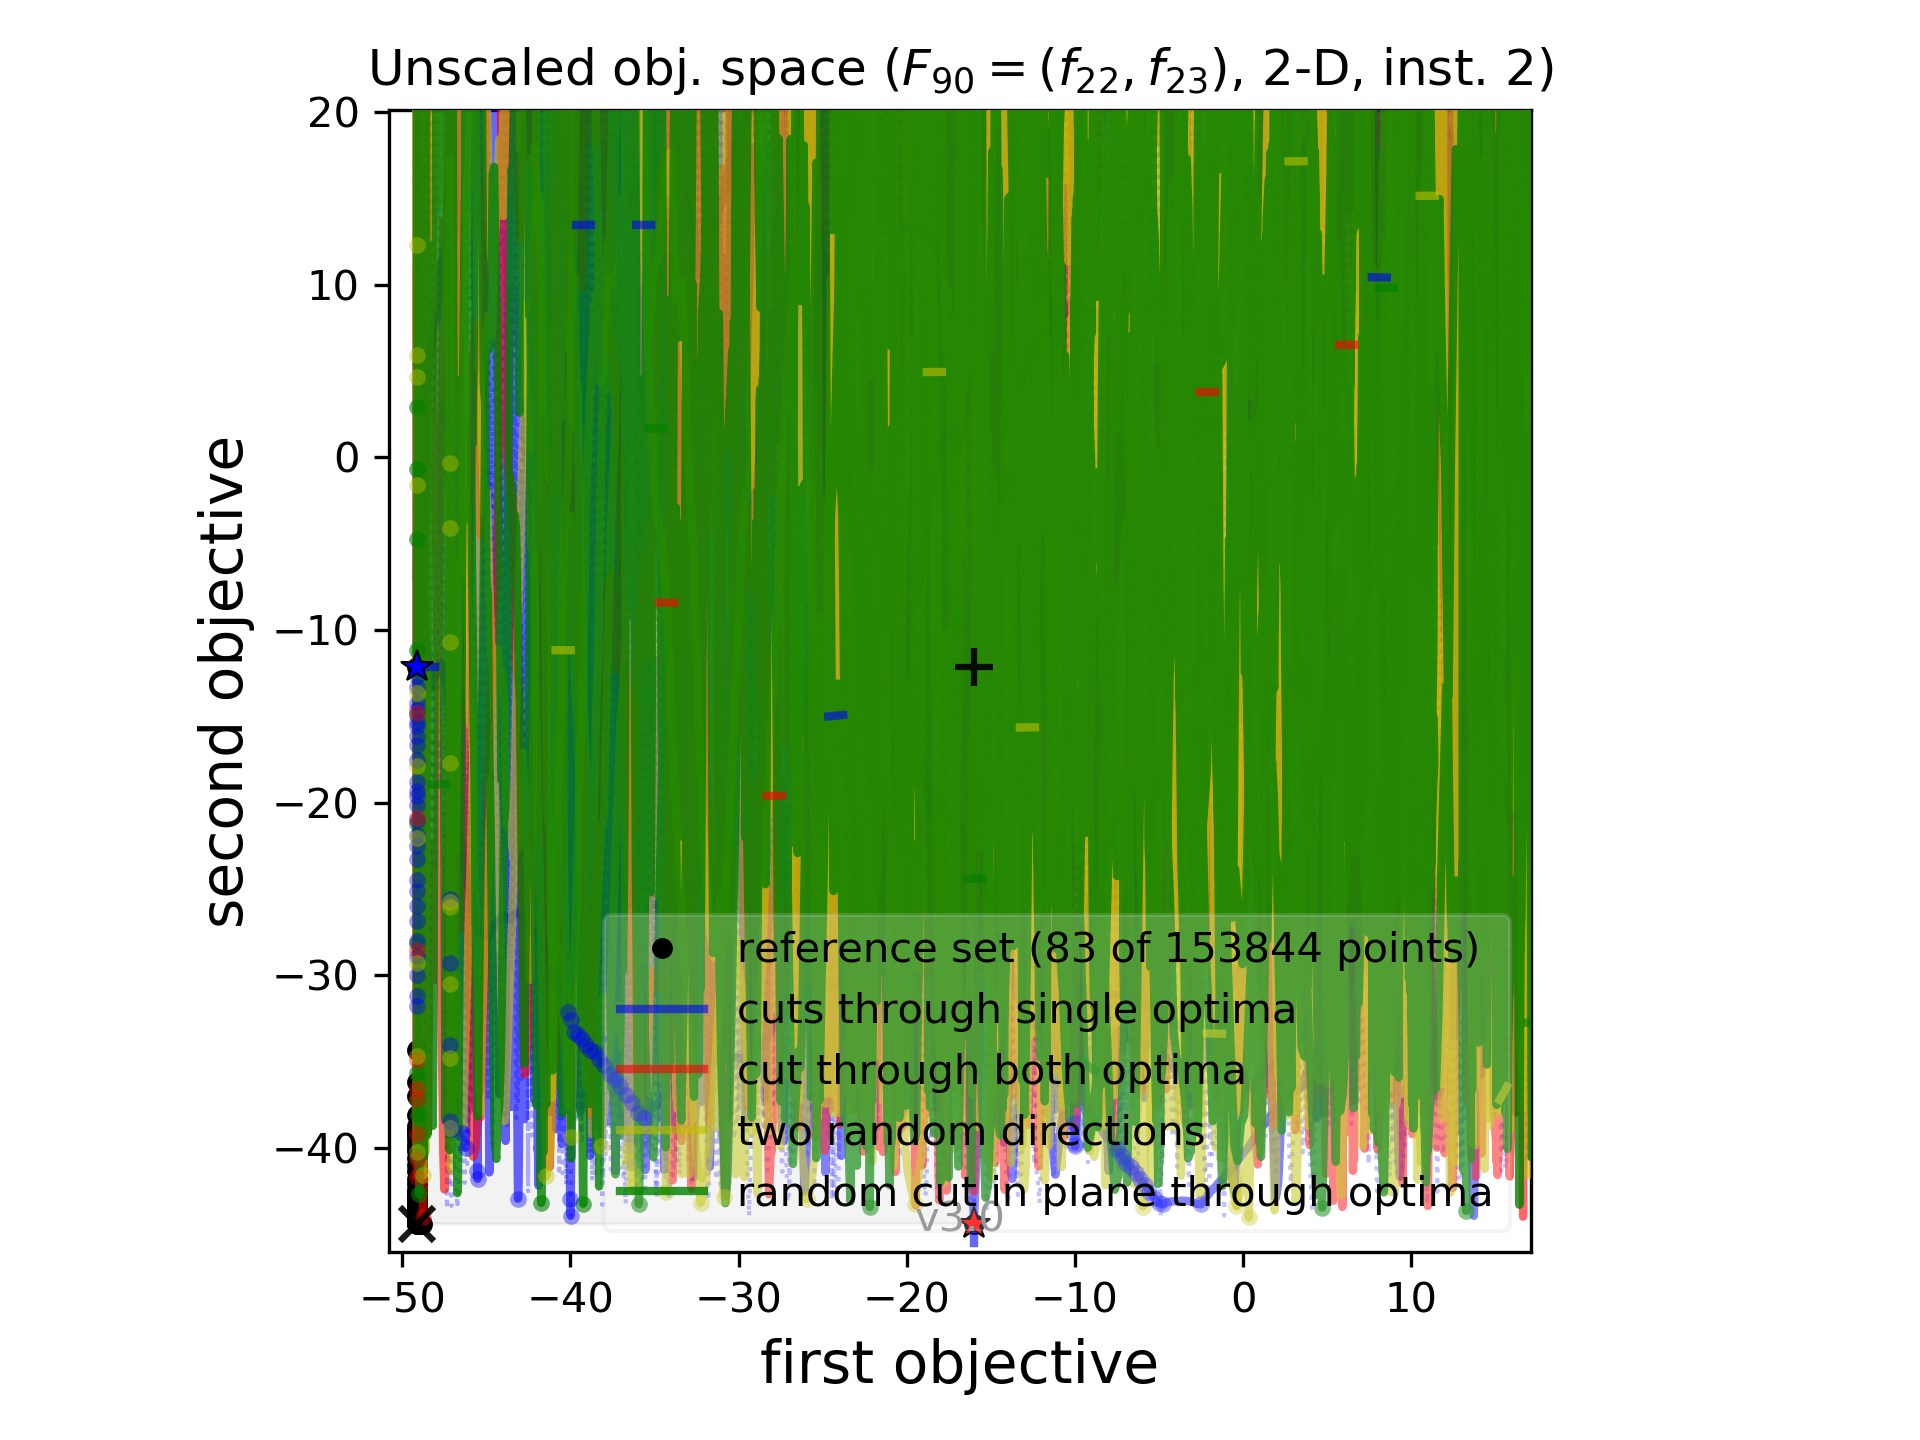 Unscaled obj. space (F90 = (f22, f23), 2-D, inst. 2)
20
10
0
−10
−20
−30
−40
second objective
reference set (83 of 153844 points)
cuts through single optima
cut through both optima
two random directions
random cut in plane through optima
v3.0
−50
−40
−30
−20
−10
0
10
first objective